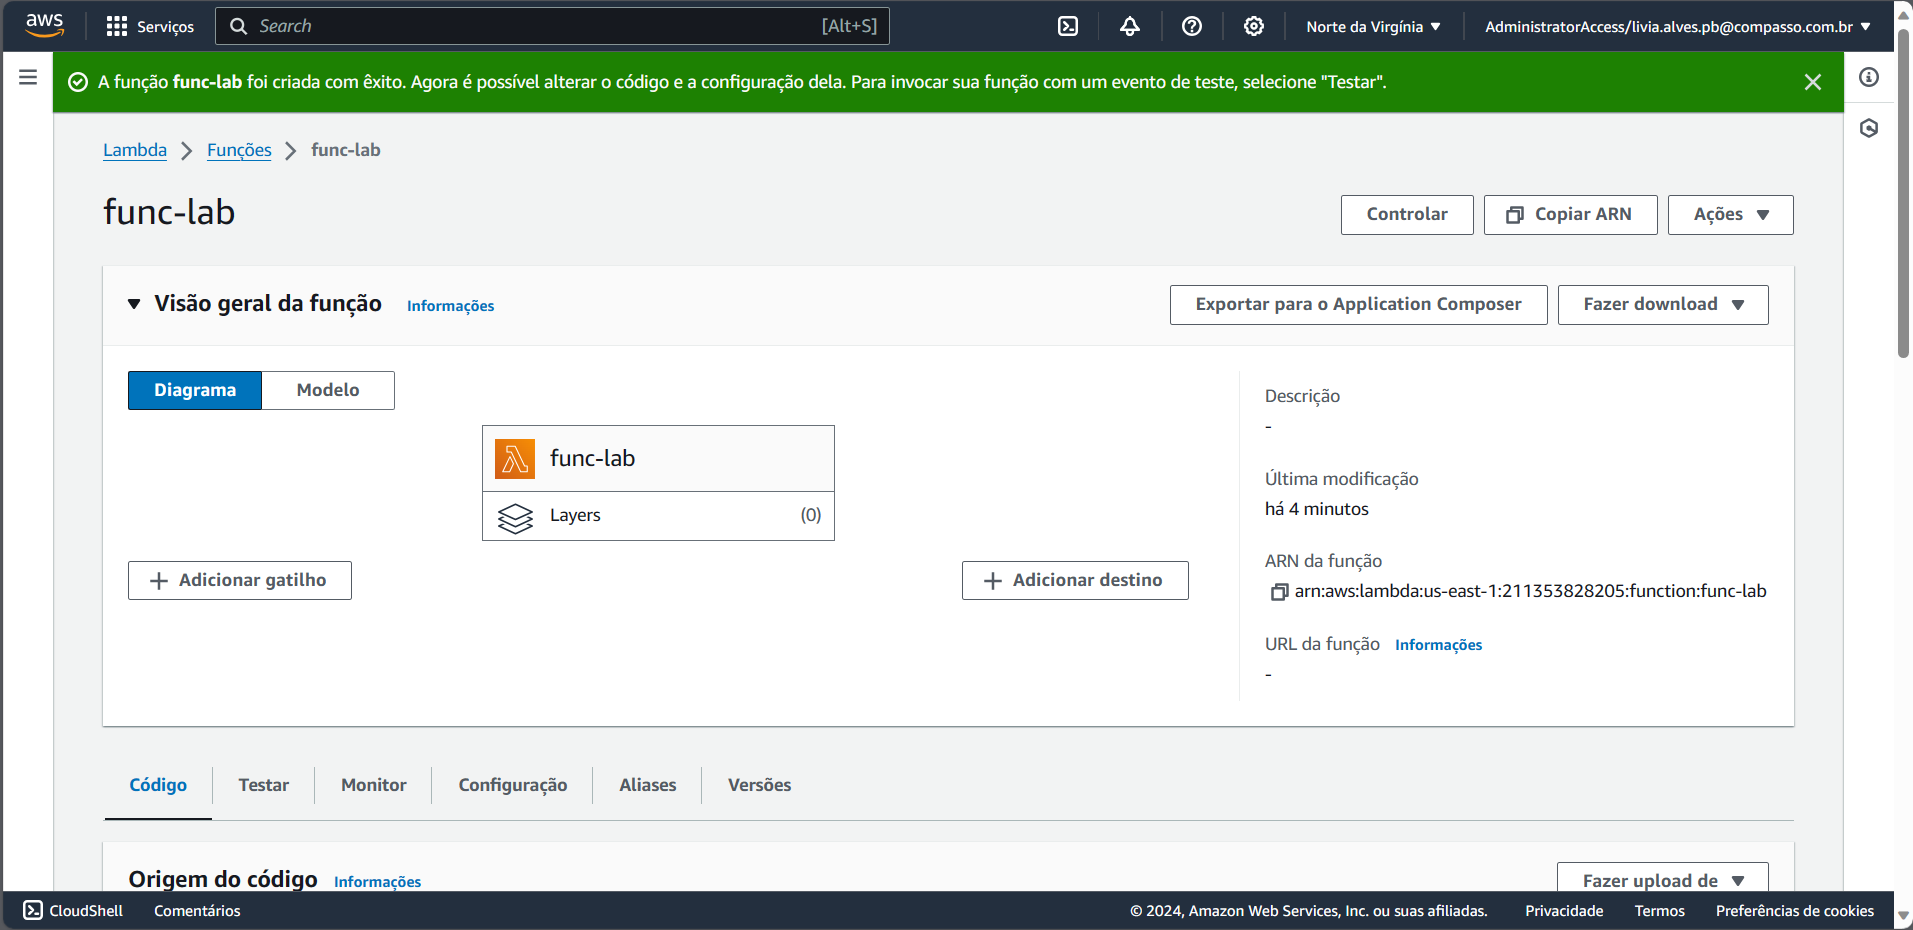 aws
Serviços
Search
[Alt+S]
Norte da Virgínia
AdministratorAccess/livia.alves.pb@compasso.com.br
A função func-lab foi criada com êxito. Agora é possível alterar o código e a configuração dela. Para invocar sua função com um evento de teste, selecione "Testar".
Lambda
Funções
func-lab
func-lab
Controlar
Copiar ARN
Ações
Visão geral da função
Informações
Exportar para o Application Composer
Fazer download
Diagrama
Modelo
func-lab
Layers
(0)
Adicionar gatilho
Adicionar destino
Descrição
-
Última modificação
há 4 minutos
ARN da função
arn:aws:lambda:us-east-1:211353828205:function:func-lab
URL da função
Informações
-
Código
Testar
Monitor
Configuração
Aliases
Versões
Origem do código
Informações
Fazer upload de
CloudShell
Comentários
© 2024, Amazon Web Services, Inc. ou suas afiliadas.
Privacidade
Termos
Preferências de cookies